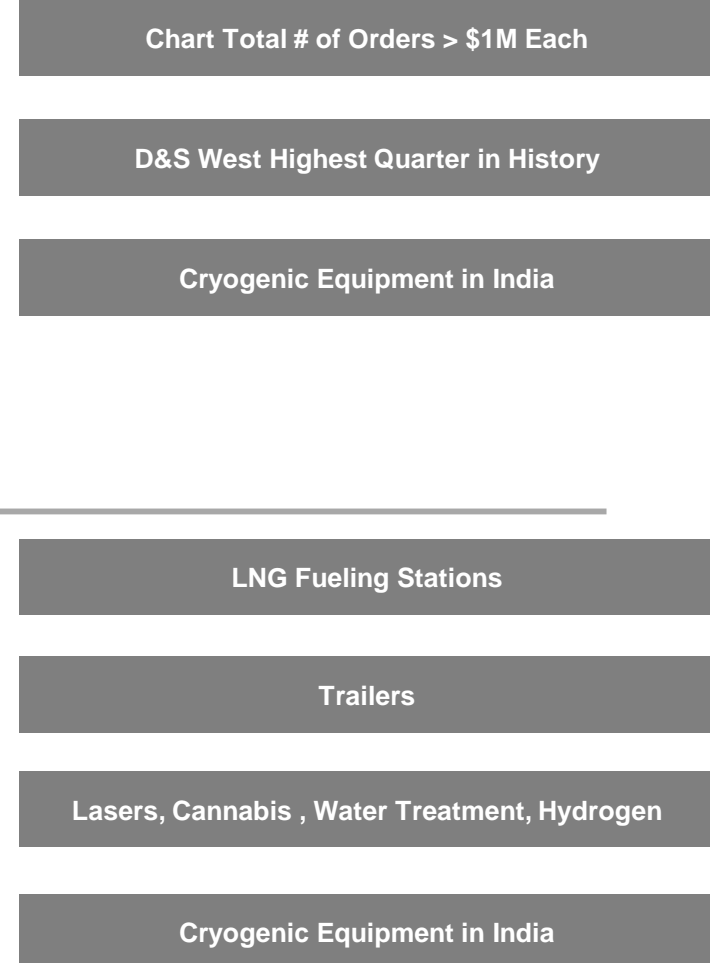 Chart Total # of Orders > $1M Each
D&S West Highest Quarter in History
Cryogenic Equipment in India
LNG Fueling Stations
Trailers
Lasers, Cannabis , Water Treatment, Hydrogen
Cryogenic Equipment in India